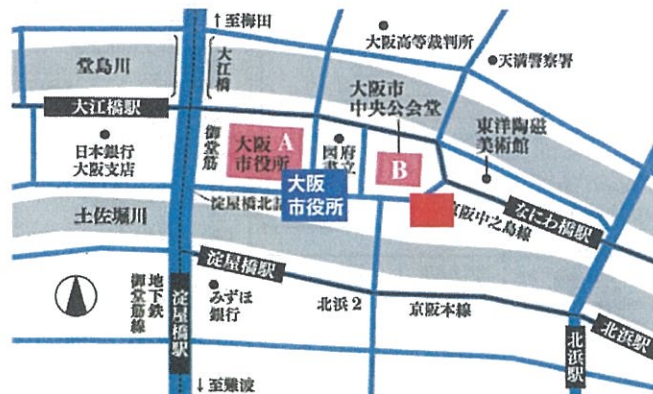 ↑至梅田
大阪高等裁判所
天満警察署
堂島川
大江橋
大阪市
中央公会堂
大江橋駅
東洋陶磁
美術館
日本銀行
大阪支店
御堂筋
大阪
市役所
A
府立
図書
B
大阪
市役所
淀屋橋北詰
土佐堀川
京阪中之島線
なにわ橋駅
淀屋橋駅
地下鉄
御堂筋線
淀屋橋駅
みずほ
銀行
北浜2
京阪本線
北浜駅
北浜駅
↓至難波